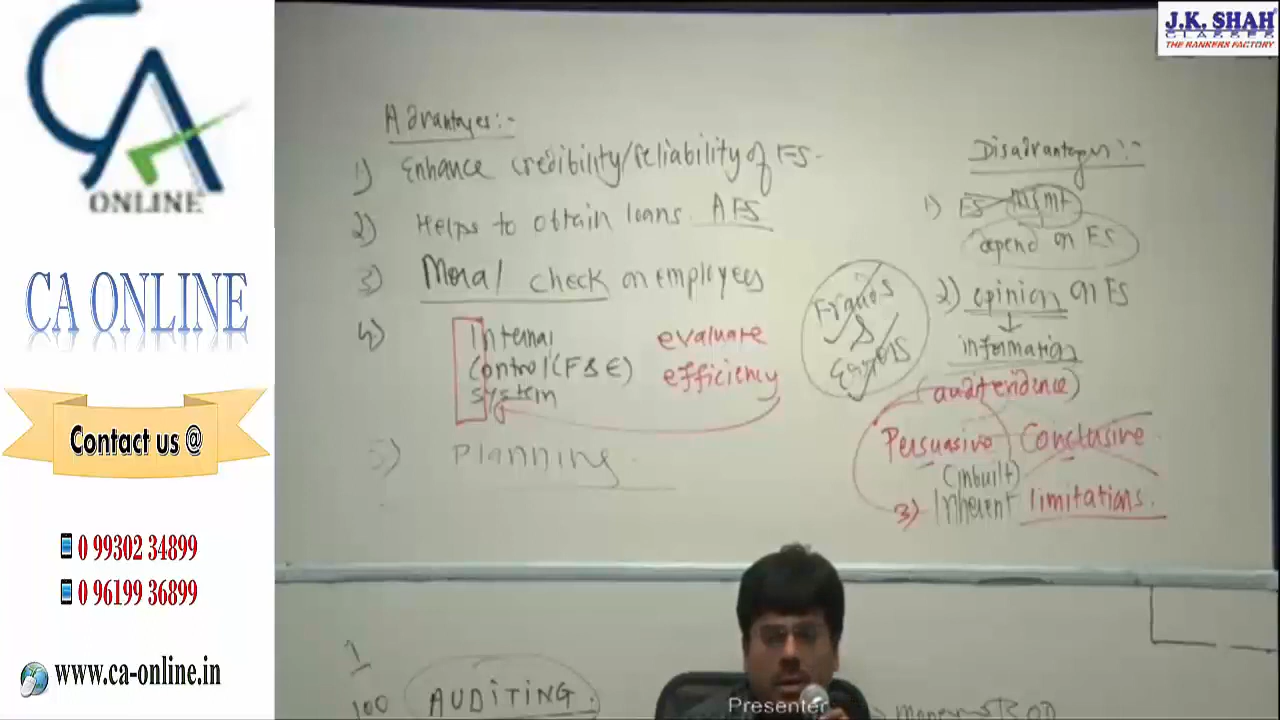 CA
ONLINE
CA ONLINE
Contact us @
0 99302 34899
0 96199 36899
www.ca-online.in
J.K. SHAH
CLASSES
THE RANKERS FACTORY
Advantages:-
1) Enhance credibility/reliability of FS.
2) Helps to obtain loans. AFS
3) Moral check on employees
4) Internal
control (F&E)
system
evaluate
efficiency
5) Planning.
Frauds
&
Errors
Disadvantages:-
1) FS mgmt
depend on FS
2) opinion on FS
information
(audit evidence)
Persuasive Conclusive
(inbuilt)
3) Inherent limitations.
1
100 AUDITING.
Presenter